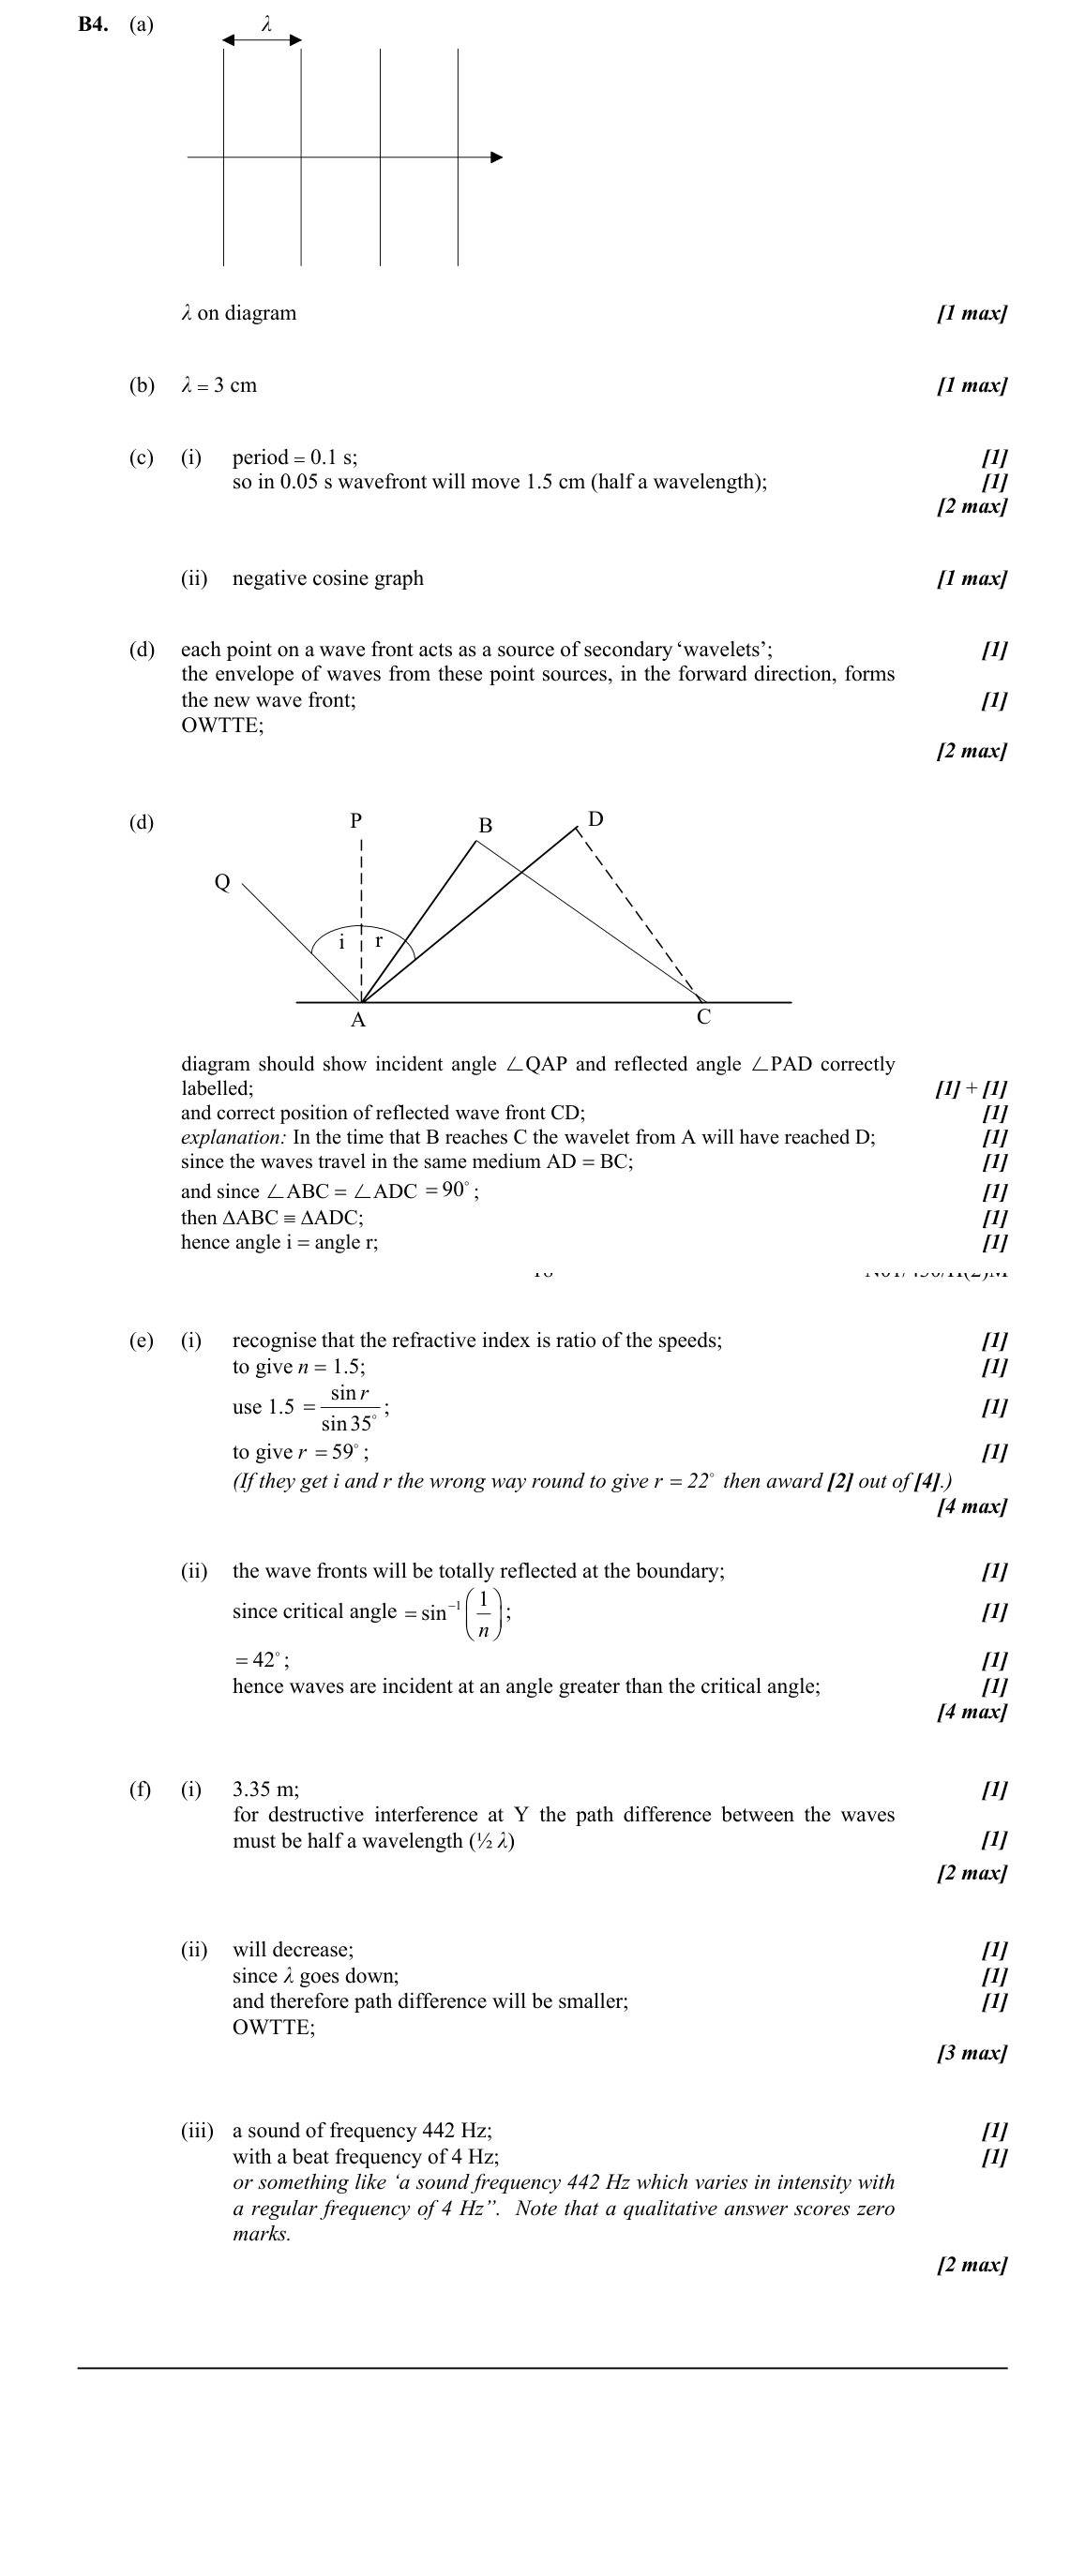 B4. (a) λ
λ on diagram [1 max]
(b) λ = 3 cm [1 max]
(c) (i) period = 0.1 s; [1]
so in 0.05 s wavefront will move 1.5 cm (half a wavelength); [1]
[2 max]
(ii) negative cosine graph [1 max]
(d) each point on a wave front acts as a source of secondary ‘wavelets’; [1]
the envelope of waves from these point sources, in the forward direction, forms
the new wave front; [1]
OWTTE;
[2 max]
(d) P B D
Q
i r
A C
diagram should show incident angle ∠QAP and reflected angle ∠PAD correctly
labelled; [1] + [1]
and correct position of reflected wave front CD; [1]
explanation: In the time that B reaches C the wavelet from A will have reached D; [1]
since the waves travel in the same medium AD = BC; [1]
and since ∠ABC = ∠ADC = 90°; [1]
then ΔABC ≡ ΔADC; [1]
hence angle i = angle r; [1]
(e) (i) recognise that the refractive index is ratio of the speeds; [1]
to give n = 1.5; [1]
use 1.5 = sin r / sin 35°; [1]
to give r = 59°; [1]
(If they get i and r the wrong way round to give r = 22° then award [2] out of [4].)
[4 max]
(ii) the wave fronts will be totally reflected at the boundary; [1]
since critical angle = sin⁻¹(1/n); [1]
= 42°; [1]
hence waves are incident at an angle greater than the critical angle; [1]
[4 max]
(f) (i) 3.35 m; [1]
for destructive interference at Y the path difference between the waves
must be half a wavelength (½ λ) [1]
[2 max]
(ii) will decrease; [1]
since λ goes down; [1]
and therefore path difference will be smaller; [1]
OWTTE;
[3 max]
(iii) a sound of frequency 442 Hz; [1]
with a beat frequency of 4 Hz; [1]
or something like ‘a sound frequency 442 Hz which varies in intensity with
a regular frequency of 4 Hz”. Note that a qualitative answer scores zero
marks.
[2 max]